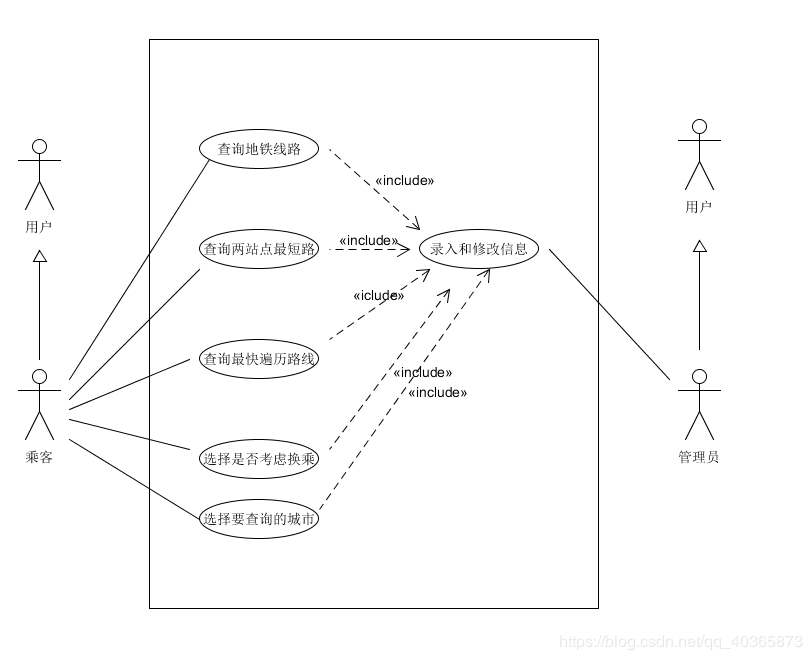 查询地铁线路
«include»
用户
用户
查询两站点最短路
«include»
录入和修改信息
«iclude»
查询最快遍历路线
«include»
«include»
乘客
选择是否考虑换乘
管理员
选择要查询的城市
https://blog.csdn.net/qq_40365873